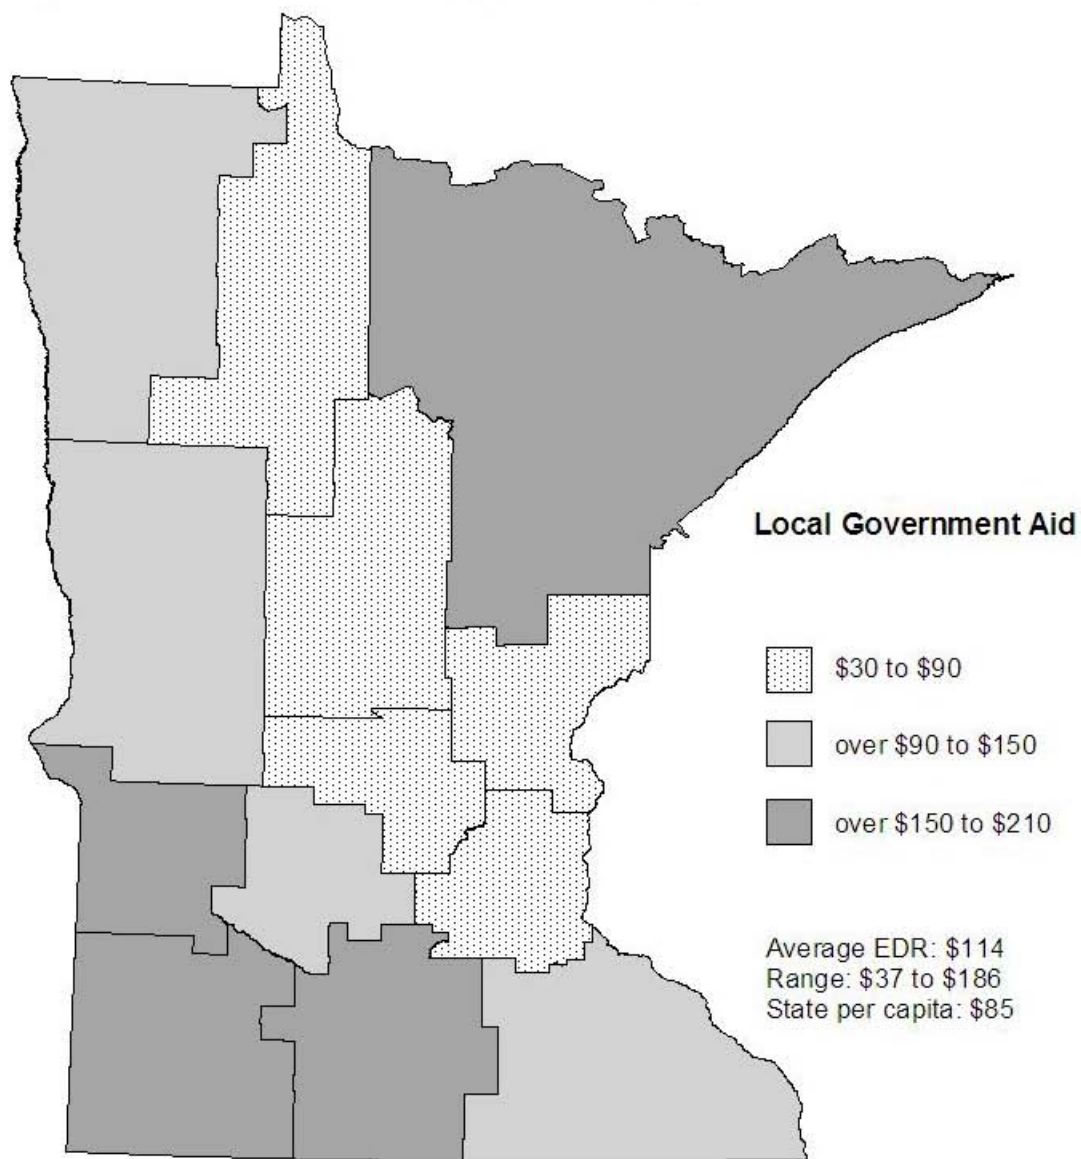 Local Government Aid
$30 to $90
over $90 to $150
over $150 to $210
Average EDR: $114
Range: $37 to $186
State per capita: $85